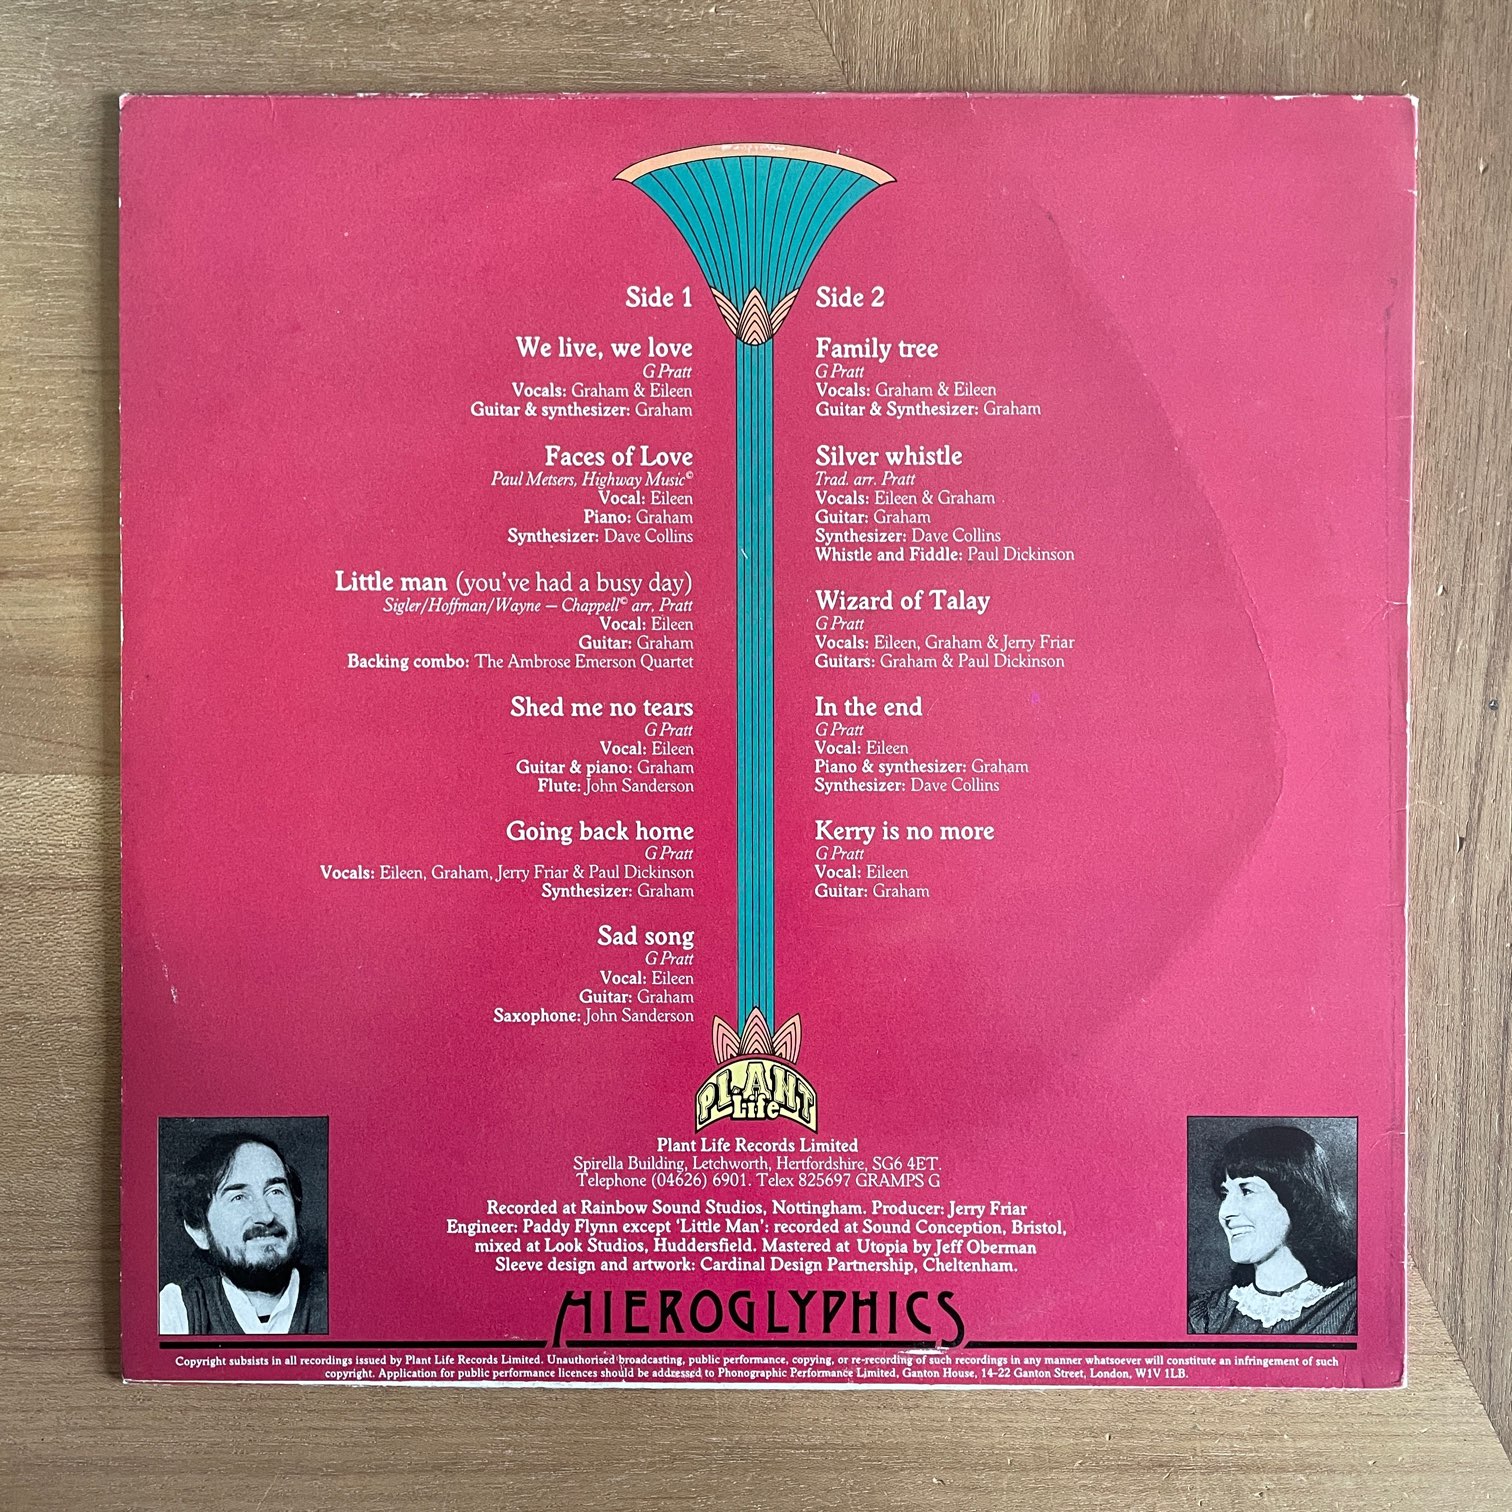 Side 1
We live, we love
G Pratt
Vocals: Graham & Eileen
Guitar & synthesizer: Graham
Faces of Love
Paul Metsers, Highway Music©
Vocal: Eileen
Piano: Graham
Synthesizer: Dave Collins
Little man (you've had a busy day)
Sigler/Hoffman/Wayne — Chappell© arr. Pratt
Vocal: Eileen
Guitar: Graham
Backing combo: The Ambrose Emerson Quartet
Shed me no tears
G Pratt
Vocal: Eileen
Guitar & piano: Graham
Flute: John Sanderson
Going back home
G Pratt
Vocals: Eileen, Graham, Jerry Friar & Paul Dickinson
Synthesizer: Graham
Sad song
G Pratt
Vocal: Eileen
Guitar: Graham
Saxophone: John Sanderson
Side 2
Family tree
G Pratt
Vocals: Graham & Eileen
Guitar & Synthesizer: Graham
Silver whistle
Trad. arr. Pratt
Vocals: Eileen & Graham
Guitar: Graham
Synthesizer: Dave Collins
Whistle and Fiddle: Paul Dickinson
Wizard of Talay
G Pratt
Vocals: Eileen, Graham & Jerry Friar
Guitars: Graham & Paul Dickinson
In the end
G Pratt
Vocal: Eileen
Piano & synthesizer: Graham
Synthesizer: Dave Collins
Kerry is no more
G Pratt
Vocal: Eileen
Guitar: Graham
PLANT
Life
Plant Life Records Limited
Spirella Building, Letchworth, Hertfordshire, SG6 4ET.
Telephone (04626) 6901. Telex 825697 GRAMPS G
Recorded at Rainbow Sound Studios, Nottingham. Producer: Jerry Friar
Engineer: Paddy Flynn except 'Little Man': recorded at Sound Conception, Bristol,
mixed at Look Studios, Huddersfield. Mastered at Utopia by Jeff Oberman
Sleeve design and artwork: Cardinal Design Partnership, Cheltenham.
HIEROGLYPHICS
Copyright subsists in all recordings issued by Plant Life Records Limited. Unauthorised broadcasting, public performance, copying, or re-recording of such recordings in any manner whatsoever will constitute an infringement of such
copyright. Application for public performance licences should be addressed to Phonographic Performance Limited, Ganton House, 14-22 Ganton Street, London, W1V 1LB.